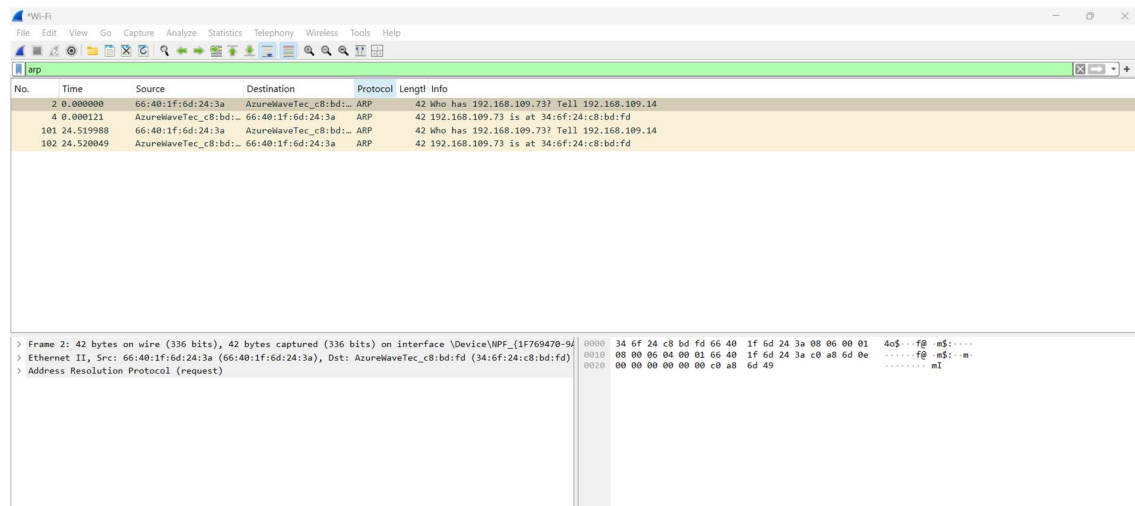 *Wi-Fi
File Edit View Go Capture Analyze Statistics Telephony Wireless Tools Help
arp
No. Time Source Destination Protocol Lengtl Info
2 0.000000 66:40:1f:6d:24:3a AzureWaveTec_c8:bd:… ARP 42 Who has 192.168.109.73? Tell 192.168.109.14
4 0.000121 AzureWaveTec_c8:bd:… 66:40:1f:6d:24:3a ARP 42 192.168.109.73 is at 34:6f:24:c8:bd:fd
101 24.519988 66:40:1f:6d:24:3a AzureWaveTec_c8:bd:… ARP 42 Who has 192.168.109.73? Tell 192.168.109.14
102 24.520049 AzureWaveTec_c8:bd:… 66:40:1f:6d:24:3a ARP 42 192.168.109.73 is at 34:6f:24:c8:bd:fd
> Frame 2: 42 bytes on wire (336 bits), 42 bytes captured (336 bits) on interface \Device\NPF_{1F769470-9A
> Ethernet II, Src: 66:40:1f:6d:24:3a (66:40:1f:6d:24:3a), Dst: AzureWaveTec_c8:bd:fd (34:6f:24:c8:bd:fd)
> Address Resolution Protocol (request)
0000 34 6f 24 c8 bd fd 66 40 1f 6d 24 3a 08 06 00 01 4o$···f@ ·m$:····
0010 08 00 06 04 00 01 66 40 1f 6d 24 3a c0 a8 6d 0e ······f@ ·m$:··m·
0020 00 00 00 00 00 00 c0 a8 6d 49 ········ mI